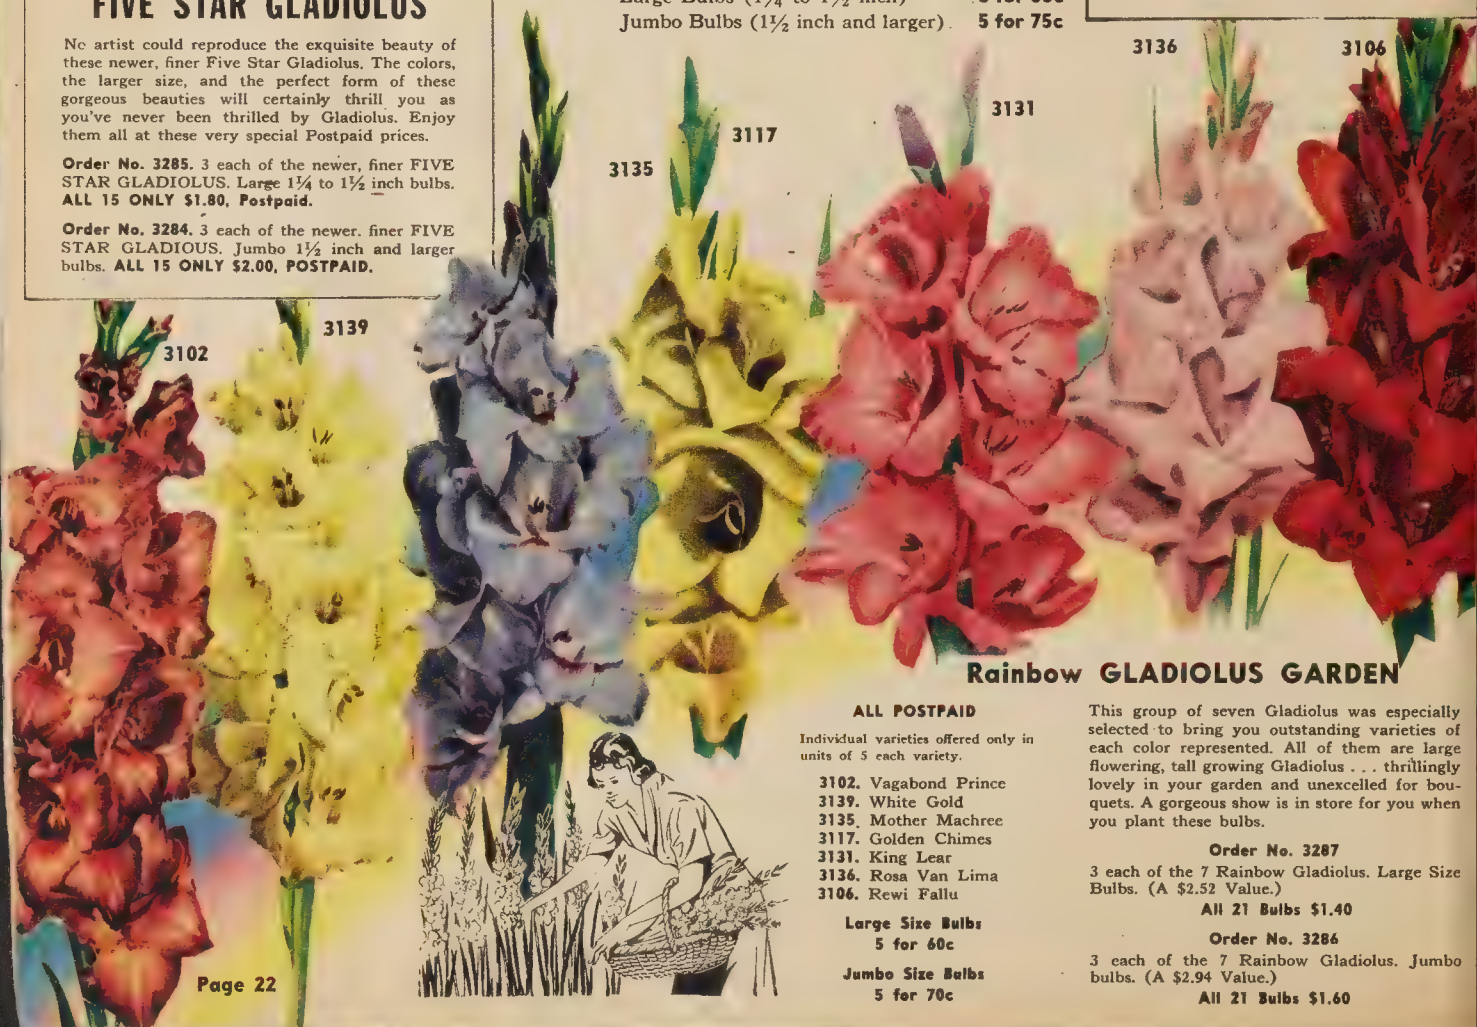 FIVE STAR GLADIOLUS
No artist could reproduce the exquisite beauty of
these newer, finer Five Star Gladiolus. The colors,
the larger size, and the perfect form of these
gorgeous beauties will certainly thrill you as
you've never been thrilled by Gladiolus. Enjoy
them all at these very special Postpaid prices.
Order No. 3285. 3 each of the newer, finer FIVE
STAR GLADIOLUS. Large 1¼ to 1½ inch bulbs.
ALL 15 ONLY $1.80, Postpaid.
Order No. 3284. 3 each of the newer. finer FIVE
STAR GLADIOUS. Jumbo 1½ inch and larger
bulbs. ALL 15 ONLY $2.00, POSTPAID.
Large Bulbs (1¼ to 1½ inch)
Jumbo Bulbs (1½ inch and larger). 5 for 75c
3136
3106
3131
3117
3135
3139
3102
Rainbow GLADIOLUS GARDEN
ALL POSTPAID
Individual varieties offered only in
units of 5 each variety.
3102. Vagabond Prince
3139. White Gold
3135. Mother Machree
3117. Golden Chimes
3131. King Lear
3136. Rosa Van Lima
3106. Rewi Fallu
Large Size Bulbs
5 for 60c
Jumbo Size Bulbs
5 for 70c
This group of seven Gladiolus was especially
selected to bring you outstanding varieties of
each color represented. All of them are large
flowering, tall growing Gladiolus . . . thrillingly
lovely in your garden and unexcelled for bou-
quets. A gorgeous show is in store for you when
you plant these bulbs.
Order No. 3287
3 each of the 7 Rainbow Gladiolus. Large Size
Bulbs. (A $2.52 Value.)
All 21 Bulbs $1.40
Order No. 3286
3 each of the 7 Rainbow Gladiolus. Jumbo
bulbs. (A $2.94 Value.)
All 21 Bulbs $1.60
Page 22